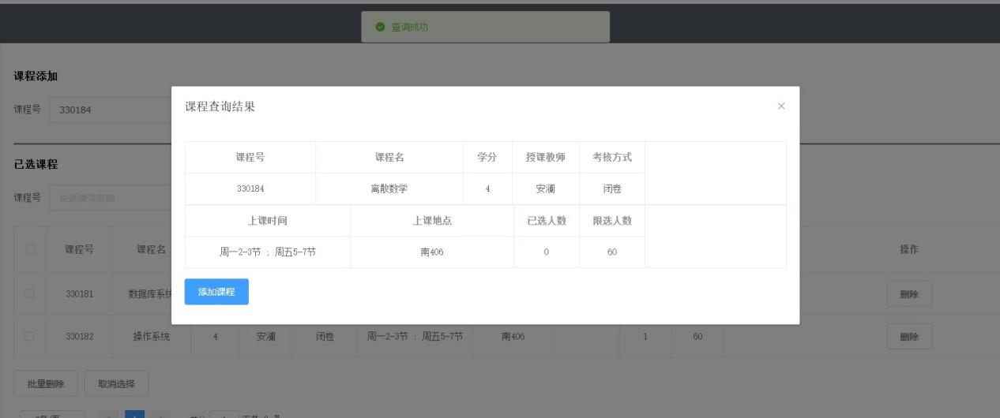 查询成功
课程添加
课程号 330184
课程查询结果
课程号 课程名 学分 授课教师 考核方式
330184 离散数学 4 安澜 闭卷
上课时间 上课地点 已选人数 限选人数
周一2-3节 ; 周五5-7节 南406 0 60
添加课程
已选课程
课程号 按选课号查询
课程号 课程名 操作
330181 数据库系统 删除
330182 操作系统 4 安澜 闭卷 周一2-3节 ; 周五5-7节 南406 1 60 删除
批量删除 取消选择